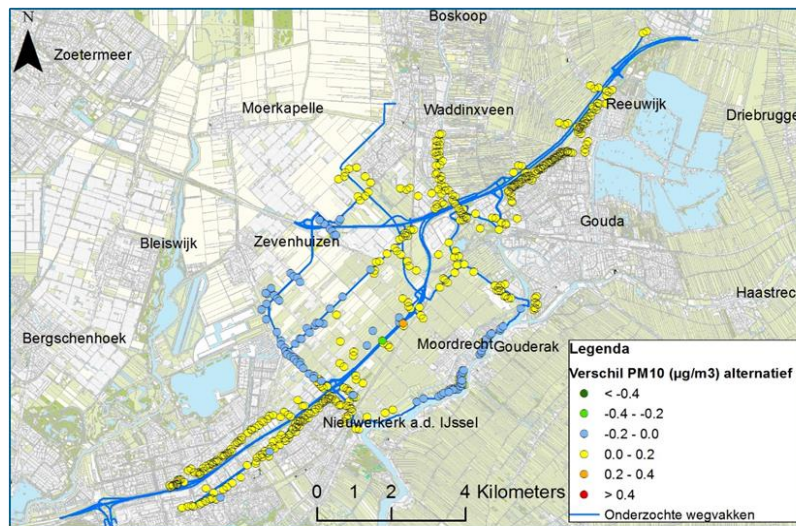 N
Boskoop
Zoetermeer
Moerkapelle
Waddinxveen
Reeuwijk
Driebrugge
Gouda
Bleiswijk
Zevenhuizen
Haastrec
Bergschenhoek
Moordrecht
Gouderak
Nieuwerkerk a.d. IJssel
0 1 2 4 Kilometers
Legenda
Verschil PM10 (µg/m3) alternatief
< -0.4
-0.4 - -0.2
-0.2 - 0.0
0.0 - 0.2
0.2 - 0.4
> 0.4
Onderzochte wegvakken